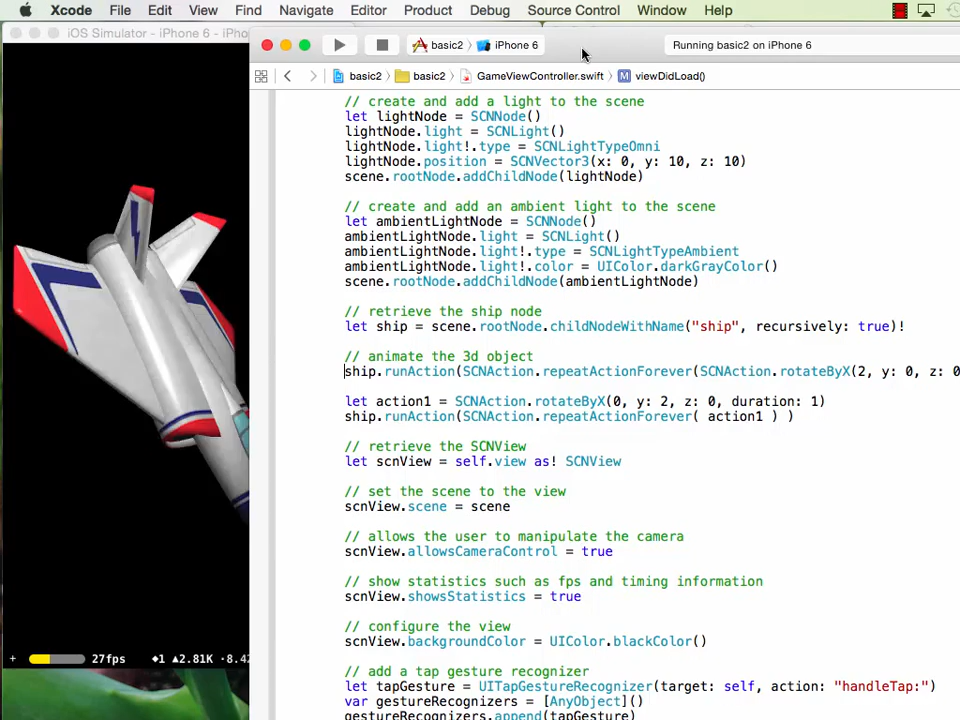 Xcode File Edit View Find Navigate Editor Product Debug Source Control Window Help
iOS Simulator - iPhone 6 - iPho
basic2 〉 iPhone 6
Running basic2 on iPhone 6
basic2 〉 basic2 〉 GameViewController.swift 〉 M viewDidLoad()
// create and add a light to the scene
let lightNode = SCNNode()
lightNode.light = SCNLight()
lightNode.light!.type = SCNLightTypeOmni
lightNode.position = SCNVector3(x: 0, y: 10, z: 10)
scene.rootNode.addChildNode(lightNode)
// create and add an ambient light to the scene
let ambientLightNode = SCNNode()
ambientLightNode.light = SCNLight()
ambientLightNode.light!.type = SCNLightTypeAmbient
ambientLightNode.light!.color = UIColor.darkGrayColor()
scene.rootNode.addChildNode(ambientLightNode)
// retrieve the ship node
let ship = scene.rootNode.childNodeWithName("ship", recursively: true)!
// animate the 3d object
ship.runAction(SCNAction.repeatActionForever(SCNAction.rotateByX(2, y: 0, z: 0
let action1 = SCNAction.rotateByX(0, y: 2, z: 0, duration: 1)
ship.runAction(SCNAction.repeatActionForever( action1 ) )
// retrieve the SCNView
let scnView = self.view as! SCNView
// set the scene to the view
scnView.scene = scene
// allows the user to manipulate the camera
scnView.allowsCameraControl = true
// show statistics such as fps and timing information
scnView.showsStatistics = true
// configure the view
scnView.backgroundColor = UIColor.blackColor()
// add a tap gesture recognizer
let tapGesture = UITapGestureRecognizer(target: self, action: "handleTap:")
var gestureRecognizers = [AnyObject]()
gestureRecognizers.append(tapGesture)
+ 27fps ◆1 ▲2.81K ·8.42